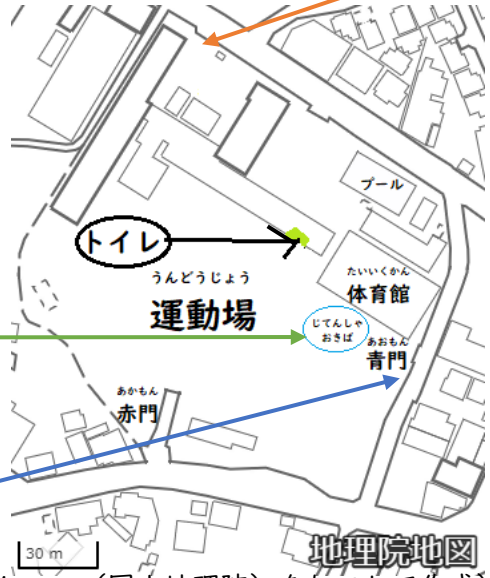 プール
トイレ
うんどうじょう
運動場
たいいくかん
体育館
じてんしゃ
おきば
あおもん
青門
あかもん
赤門
30 m
地理院地図